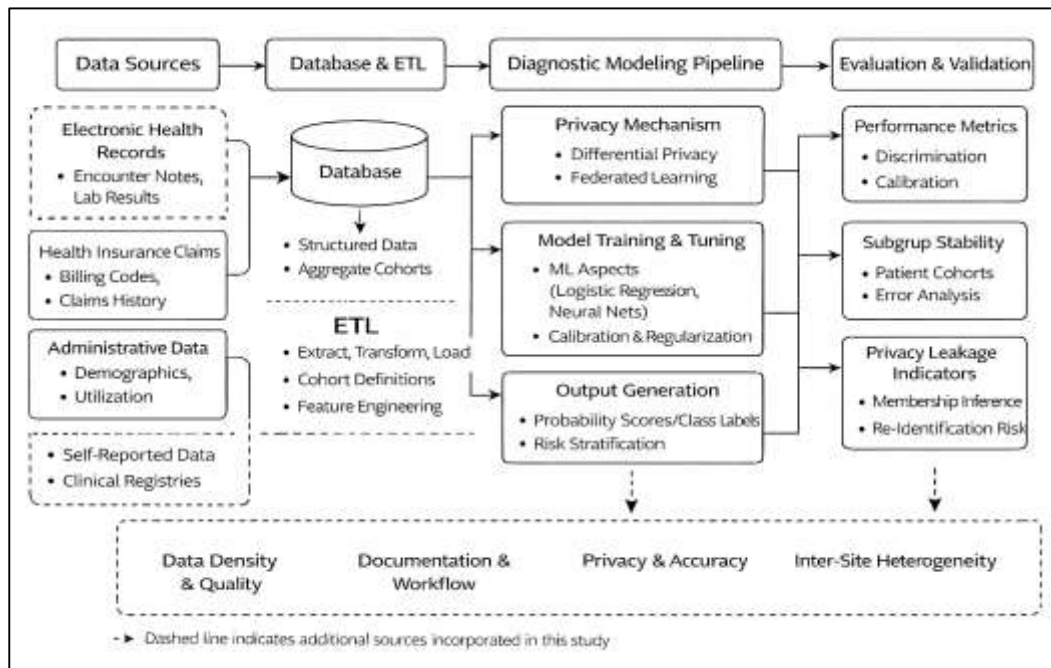 Data Sources
Database & ETL
Diagnostic Modeling Pipeline
Evaluation & Validation
Electronic Health
Records
• Encounter Notes,
Lab Results
Health Insurance Claims
• Billing Codes,
• Claims History
Administrative Data
• Demographics,
• Utilization
• Self-Reported Data
• Clinical Registries
Database
• Structured Data
• Aggregate Cohorts
ETL
• Extract, Transform, Load
• Cohort Definitions
• Feature Engineering
Privacy Mechanism
• Differential Privacy
• Federated Learning
Model Training & Tuning
• ML Aspects
(Logistic Regression,
Neural Nets)
• Calibration & Regularization
Output Generation
• Probability Scores/Class Labels
• Risk Stratification
Performance Metrics
• Discrimination
• Calibration
Subgrup Stability
• Patient Cohorts
• Error Analysis
Privacy Leakage
Indicators
• Membership Inference
• Re-Identification Risk
Data Density
& Quality
Documentation &
Workflow
Privacy & Accuracy
Inter-Site Heterogeneity
Dashed line indicates additional sources incorporated in this study